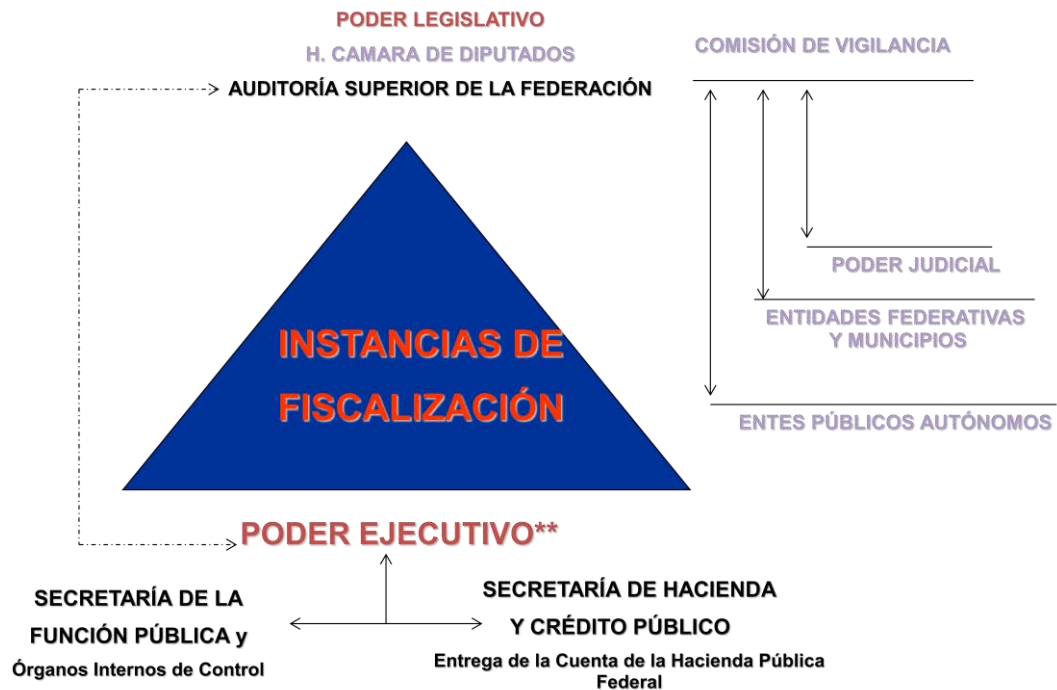 PODER LEGISLATIVO
H. CAMARA DE DIPUTADOS
AUDITORÍA SUPERIOR DE LA FEDERACIÓN
COMISIÓN DE VIGILANCIA
PODER JUDICIAL
ENTIDADES FEDERATIVAS
Y MUNICIPIOS
ENTES PÚBLICOS AUTÓNOMOS
INSTANCIAS DE
FISCALIZACIÓN
PODER EJECUTIVO**
SECRETARÍA DE LA
FUNCIÓN PÚBLICA y
Órganos Internos de Control
SECRETARÍA DE HACIENDA
Y CRÉDITO PÚBLICO
Entrega de la Cuenta de la Hacienda Pública
Federal